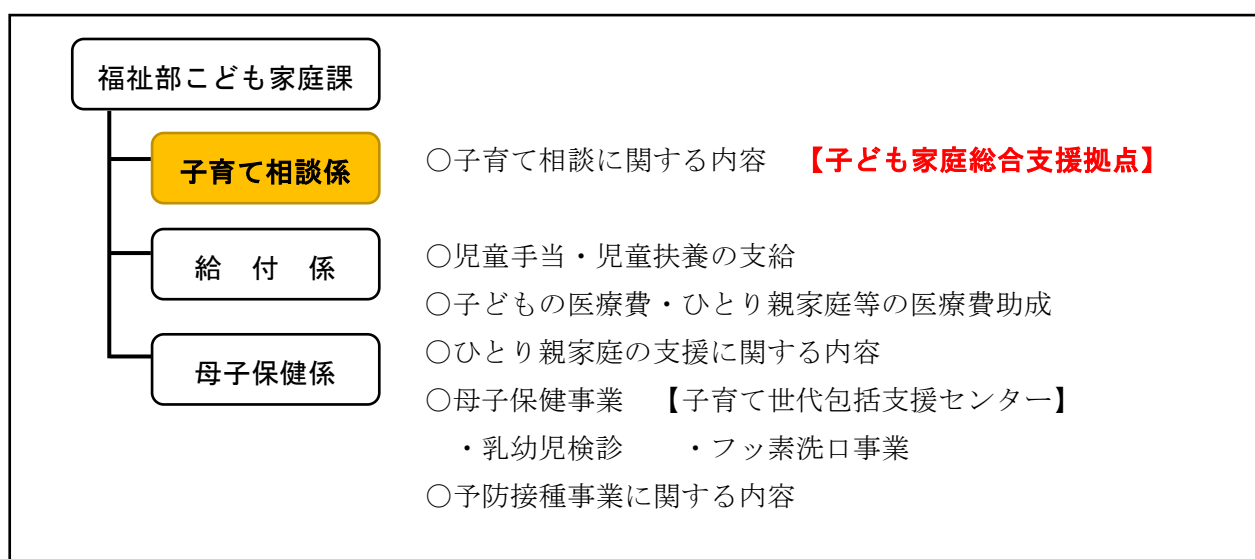 福祉部こども家庭課
子育て相談係
○子育て相談に関する内容　【子ども家庭総合支援拠点】
給　付　係
○児童手当・児童扶養の支給
○子どもの医療費・ひとり親家庭等の医療費助成
○ひとり親家庭の支援に関する内容
母子保健係
○母子保健事業　【子育て世代包括支援センター】
・乳幼児検診　　・フッ素洗口事業
○予防接種事業に関する内容